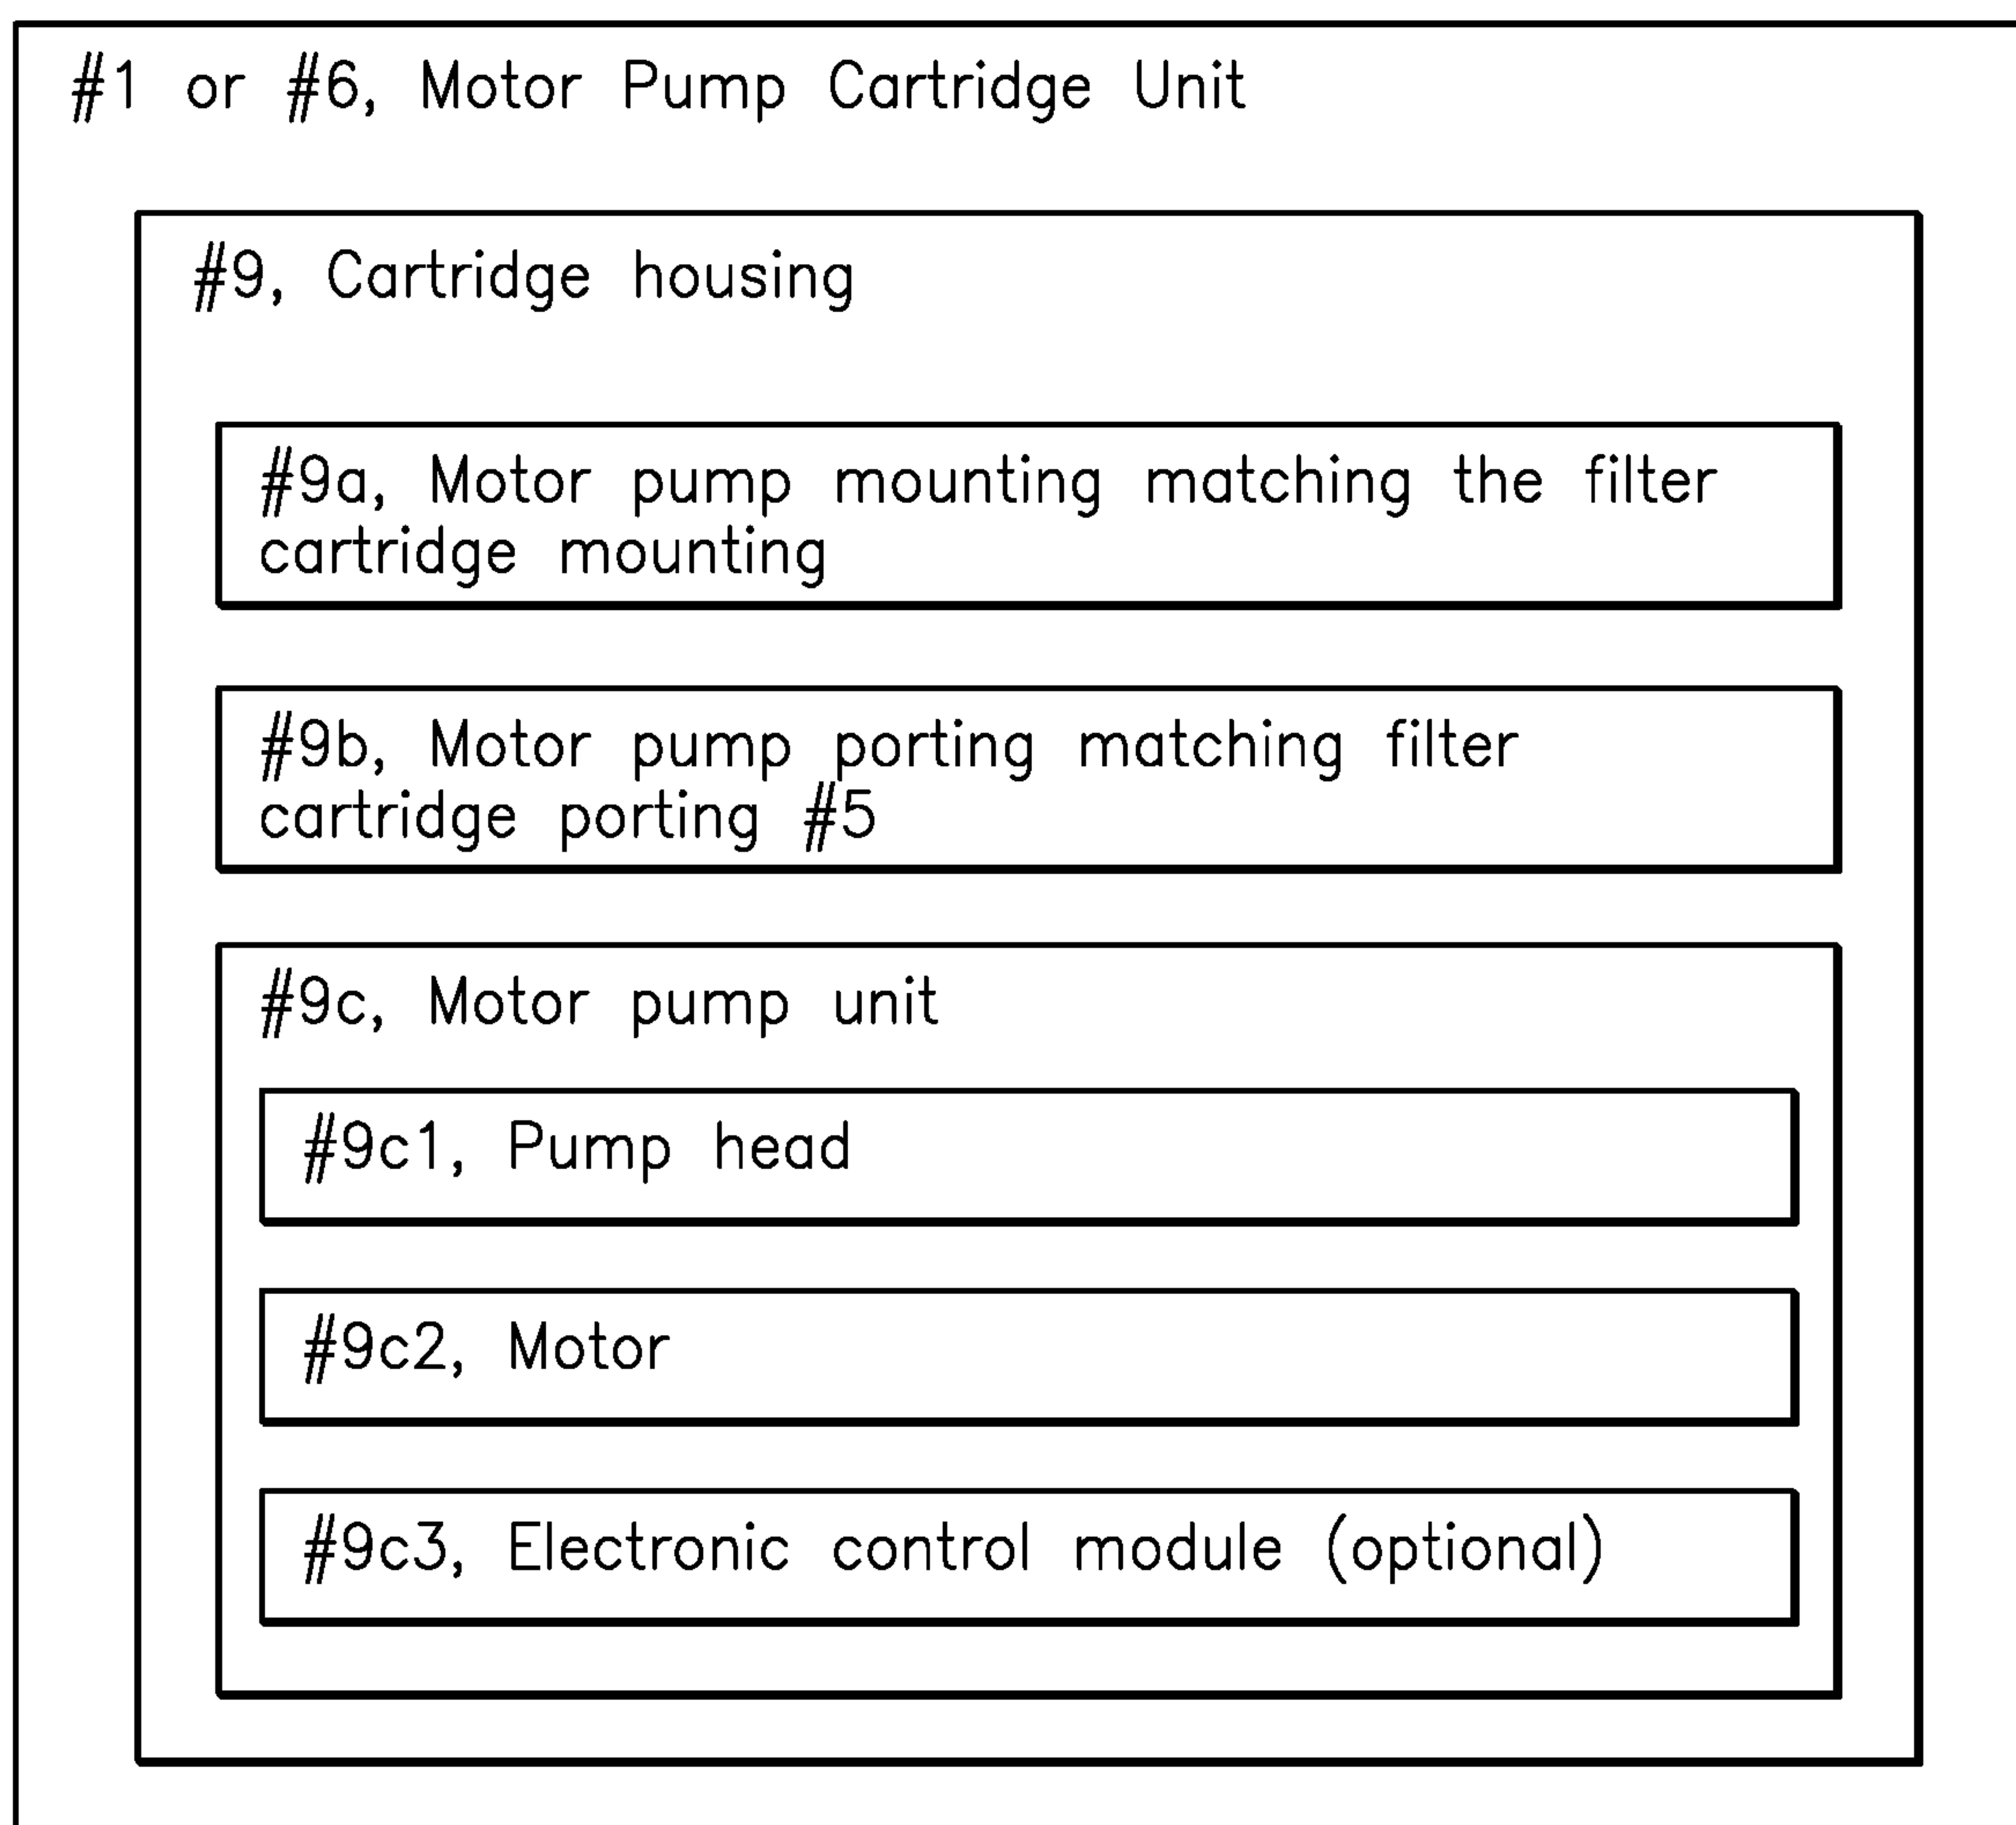 #1 or #6, Motor Pump Cartridge Unit
#9, Cartridge housing
#9a, Motor pump mounting matching the filter
cartridge mounting
#9b, Motor pump porting matching filter
cartridge porting #5
#9c, Motor pump unit
#9c1, Pump head
#9c2, Motor
#9c3, Electronic control module (optional)